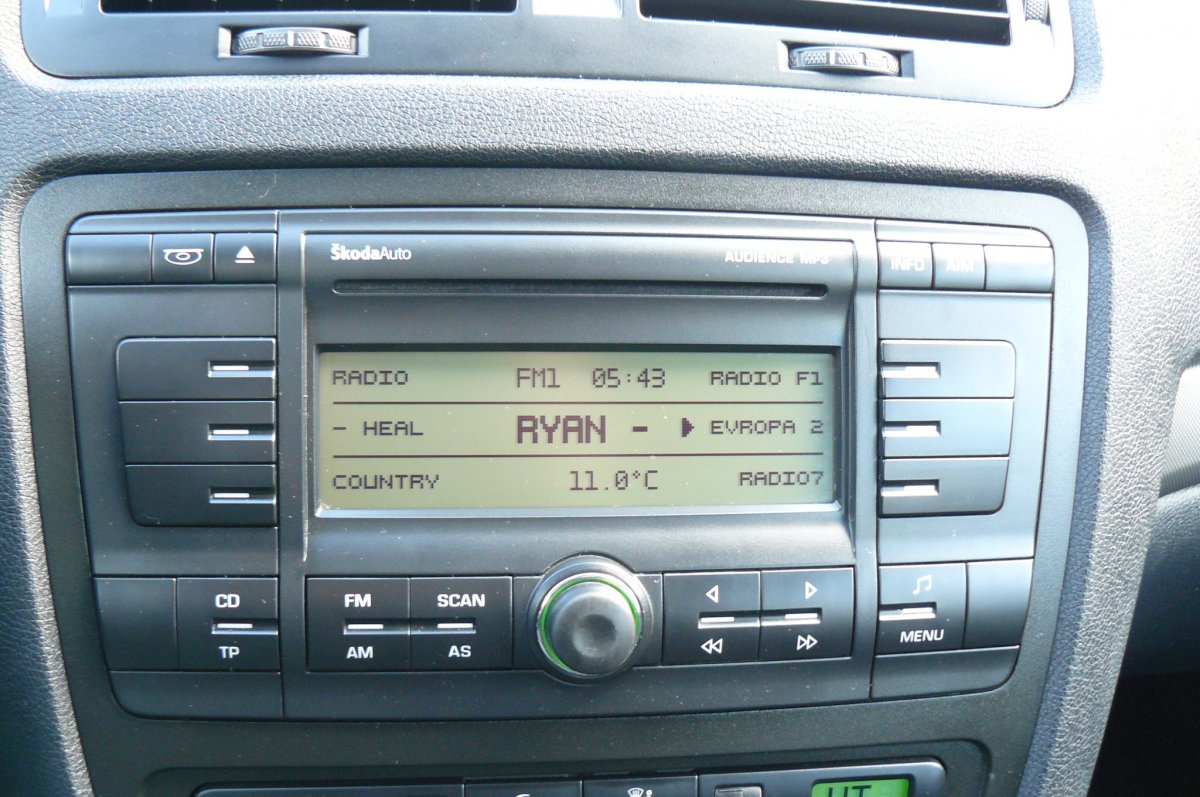 ŠkodaAuto AUDIENCE MP3 INFO AIM
RADIO FM1 05:43 RADIO F1
- HEAL RYAN - EVROPA 2
COUNTRY 11.0°C RADIO7
CD FM SCAN
TP AM AS MENU